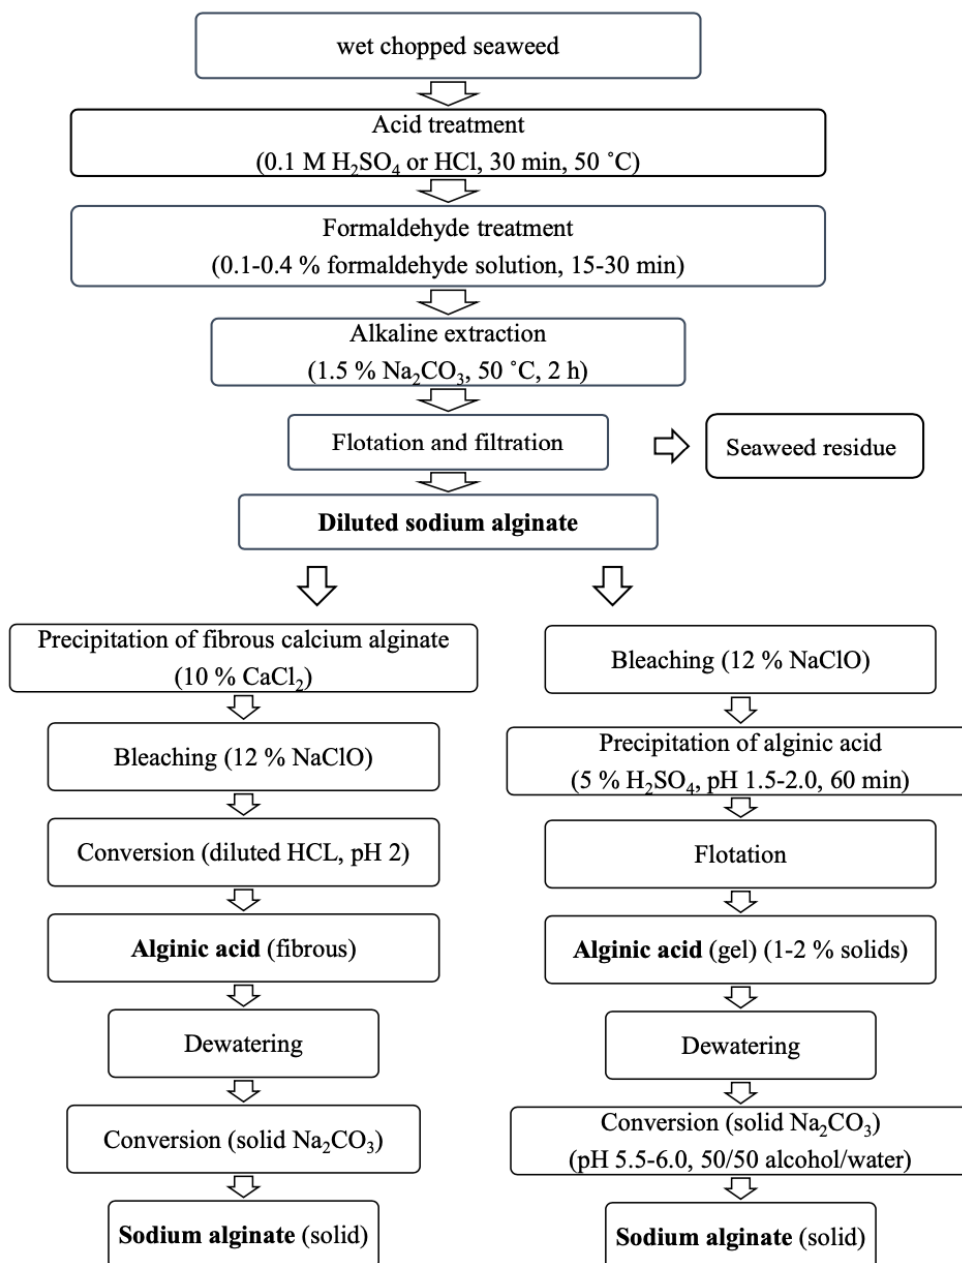 wet chopped seaweed
Acid treatment
(0.1 M H₂SO₄ or HCl, 30 min, 50 ˚C)
Formaldehyde treatment
(0.1-0.4 % formaldehyde solution, 15-30 min)
Alkaline extraction
(1.5 % Na₂CO₃, 50 ˚C, 2 h)
Flotation and filtration
Seaweed residue
Diluted sodium alginate
Precipitation of fibrous calcium alginate
(10 % CaCl₂)
Bleaching (12 % NaClO)
Conversion (diluted HCL, pH 2)
Alginic acid (fibrous)
Dewatering
Conversion (solid Na₂CO₃)
Sodium alginate (solid)
Bleaching (12 % NaClO)
Precipitation of alginic acid
(5 % H₂SO₄, pH 1.5-2.0, 60 min)
Flotation
Alginic acid (gel) (1-2 % solids)
Dewatering
Conversion (solid Na₂CO₃)
(pH 5.5-6.0, 50/50 alcohol/water)
Sodium alginate (solid)